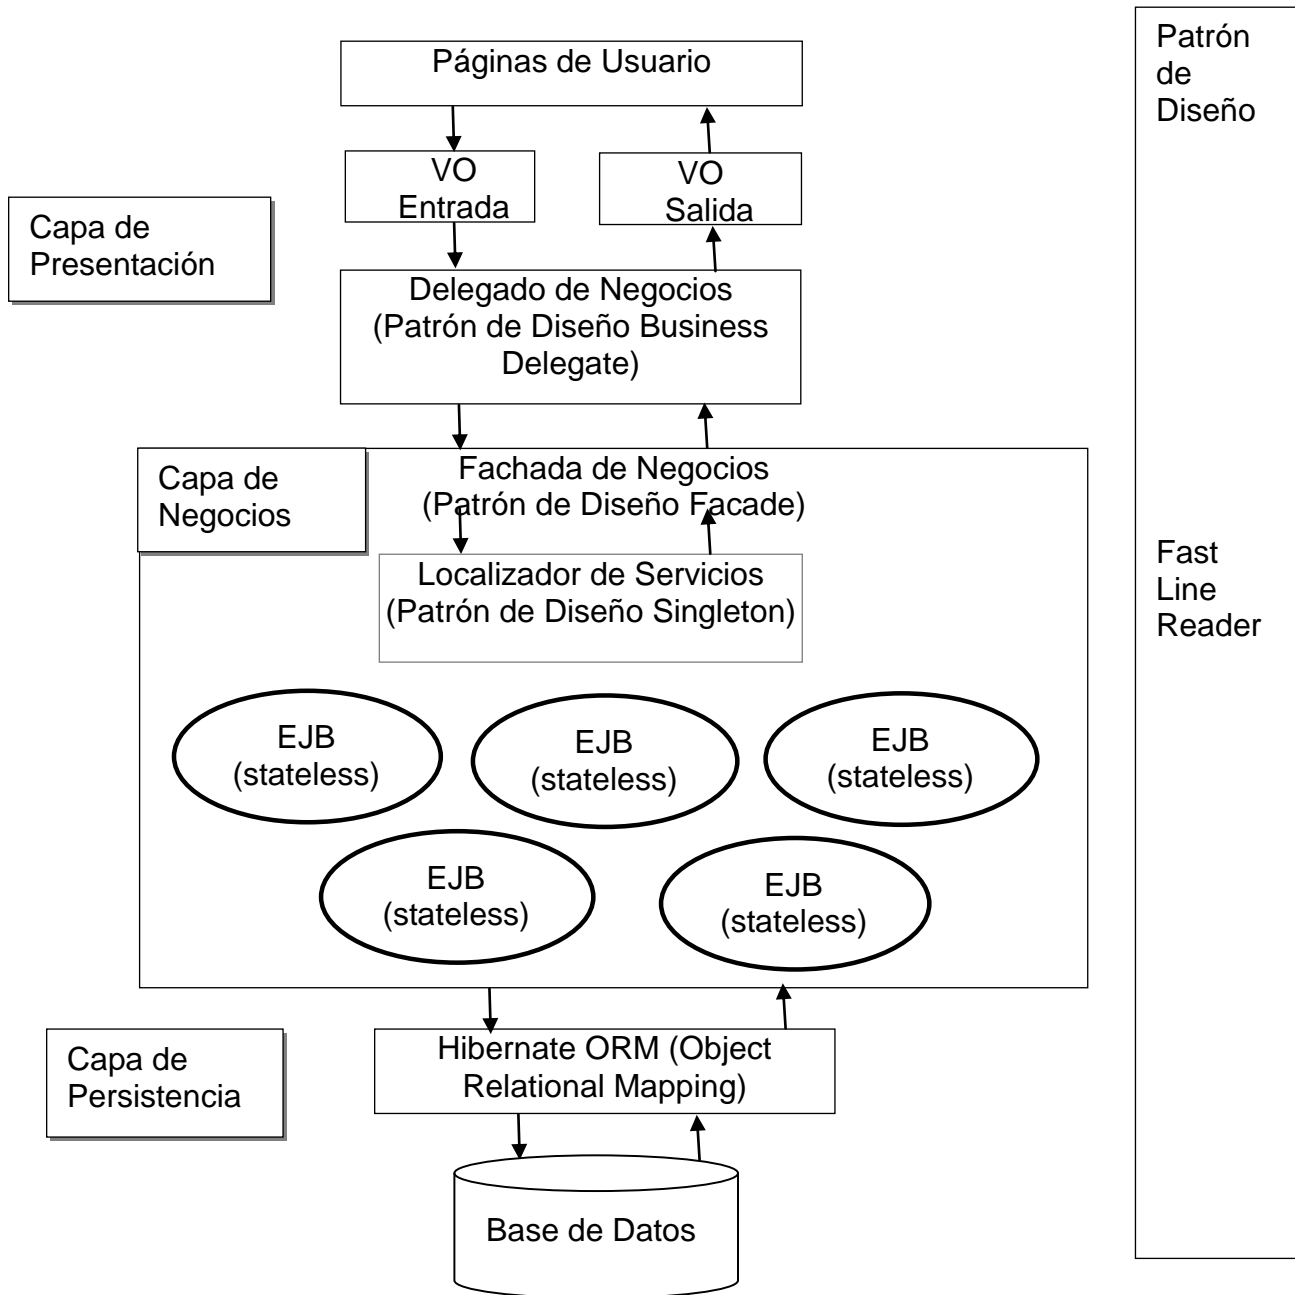 Páginas de Usuario
VO
Entrada
VO
Salida
Capa de
Presentación
Delegado de Negocios
(Patrón de Diseño Business
Delegate)
Capa de
Negocios
Fachada de Negocios
(Patrón de Diseño Facade)
Localizador de Servicios
(Patrón de Diseño Singleton)
EJB
(stateless)
EJB
(stateless)
EJB
(stateless)
EJB
(stateless)
EJB
(stateless)
Capa de
Persistencia
Hibernate ORM (Object
Relational Mapping)
Base de Datos
Patrón
de
Diseño
Fast
Line
Reader